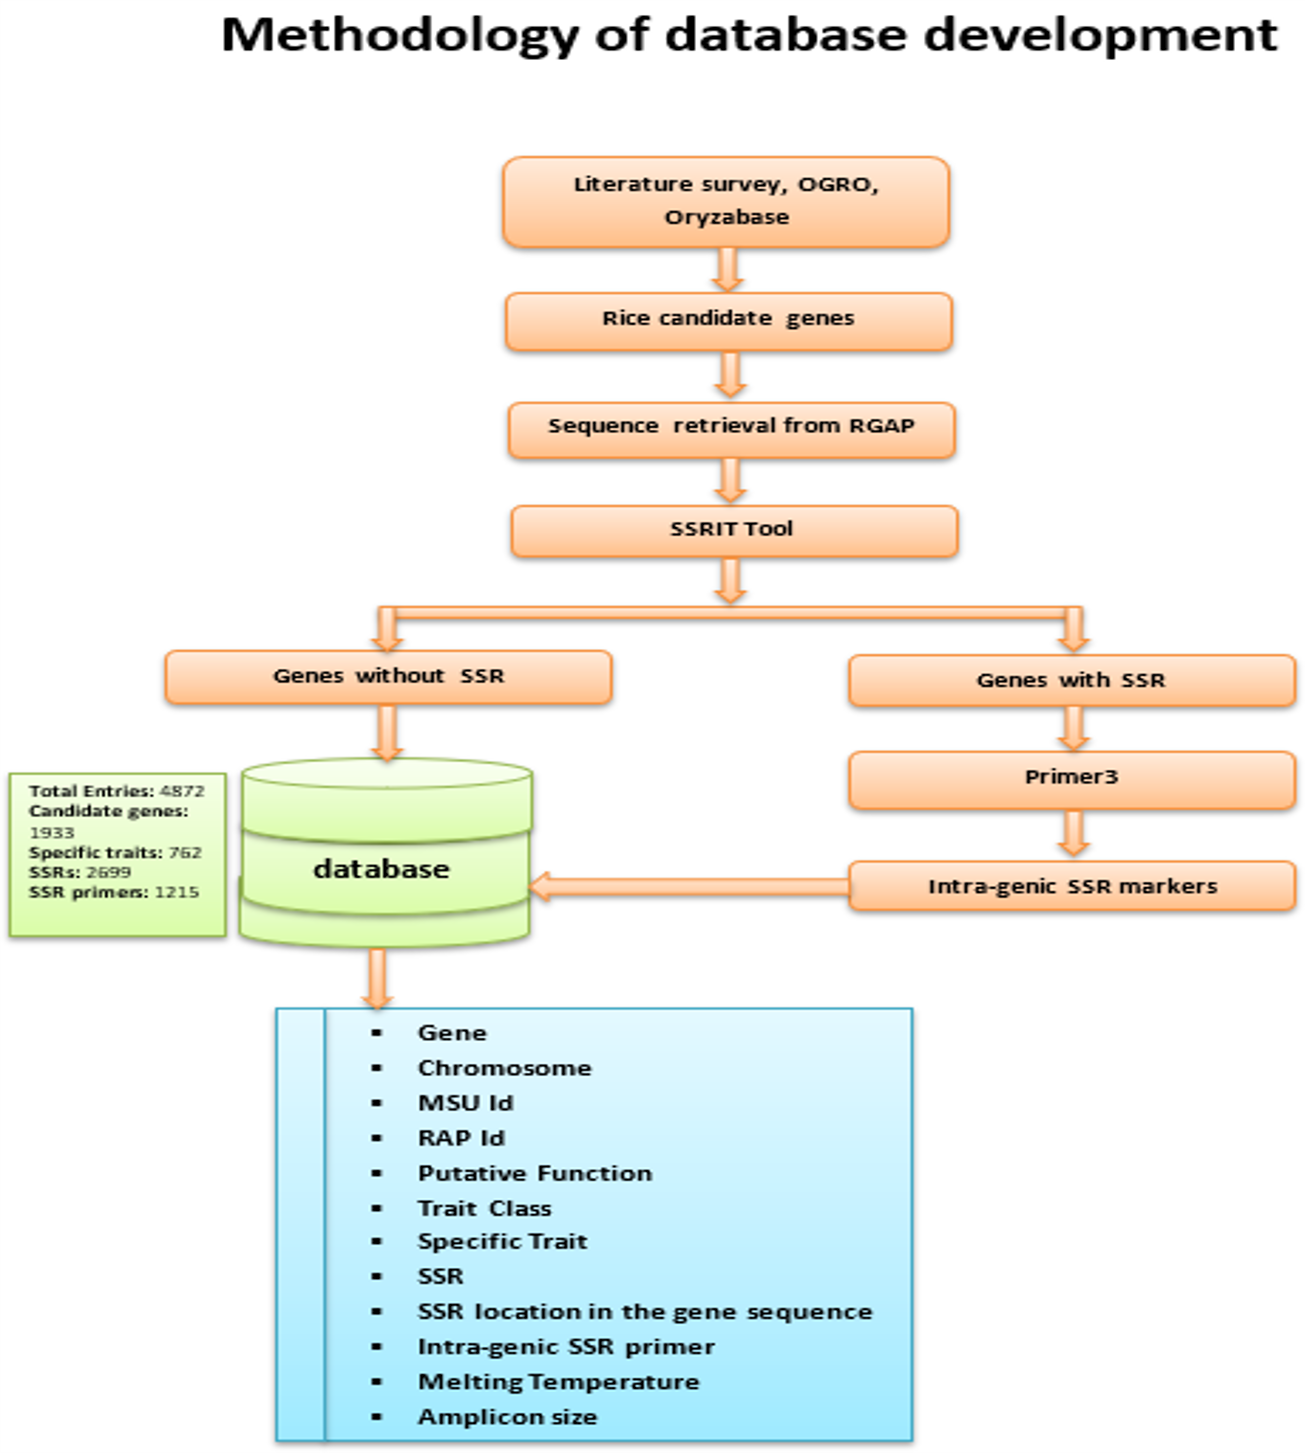 Methodology of database development
Literature survey, OGRO,
Oryzabase
Rice candidate genes
Sequence retrieval from RGAP
SSRIT Tool
Genes without SSR
Genes with SSR
Primer3
Intra-genic SSR markers
Total Entries: 4872
Candidate genes:
1933
Specific traits: 762
SSRs: 2699
SSR primers: 1215
database
▪ Gene
▪ Chromosome
▪ MSU Id
▪ RAP Id
▪ Putative Function
▪ Trait Class
▪ Specific Trait
▪ SSR
▪ SSR location in the gene sequence
▪ Intra-genic SSR primer
▪ Melting Temperature
▪ Amplicon size